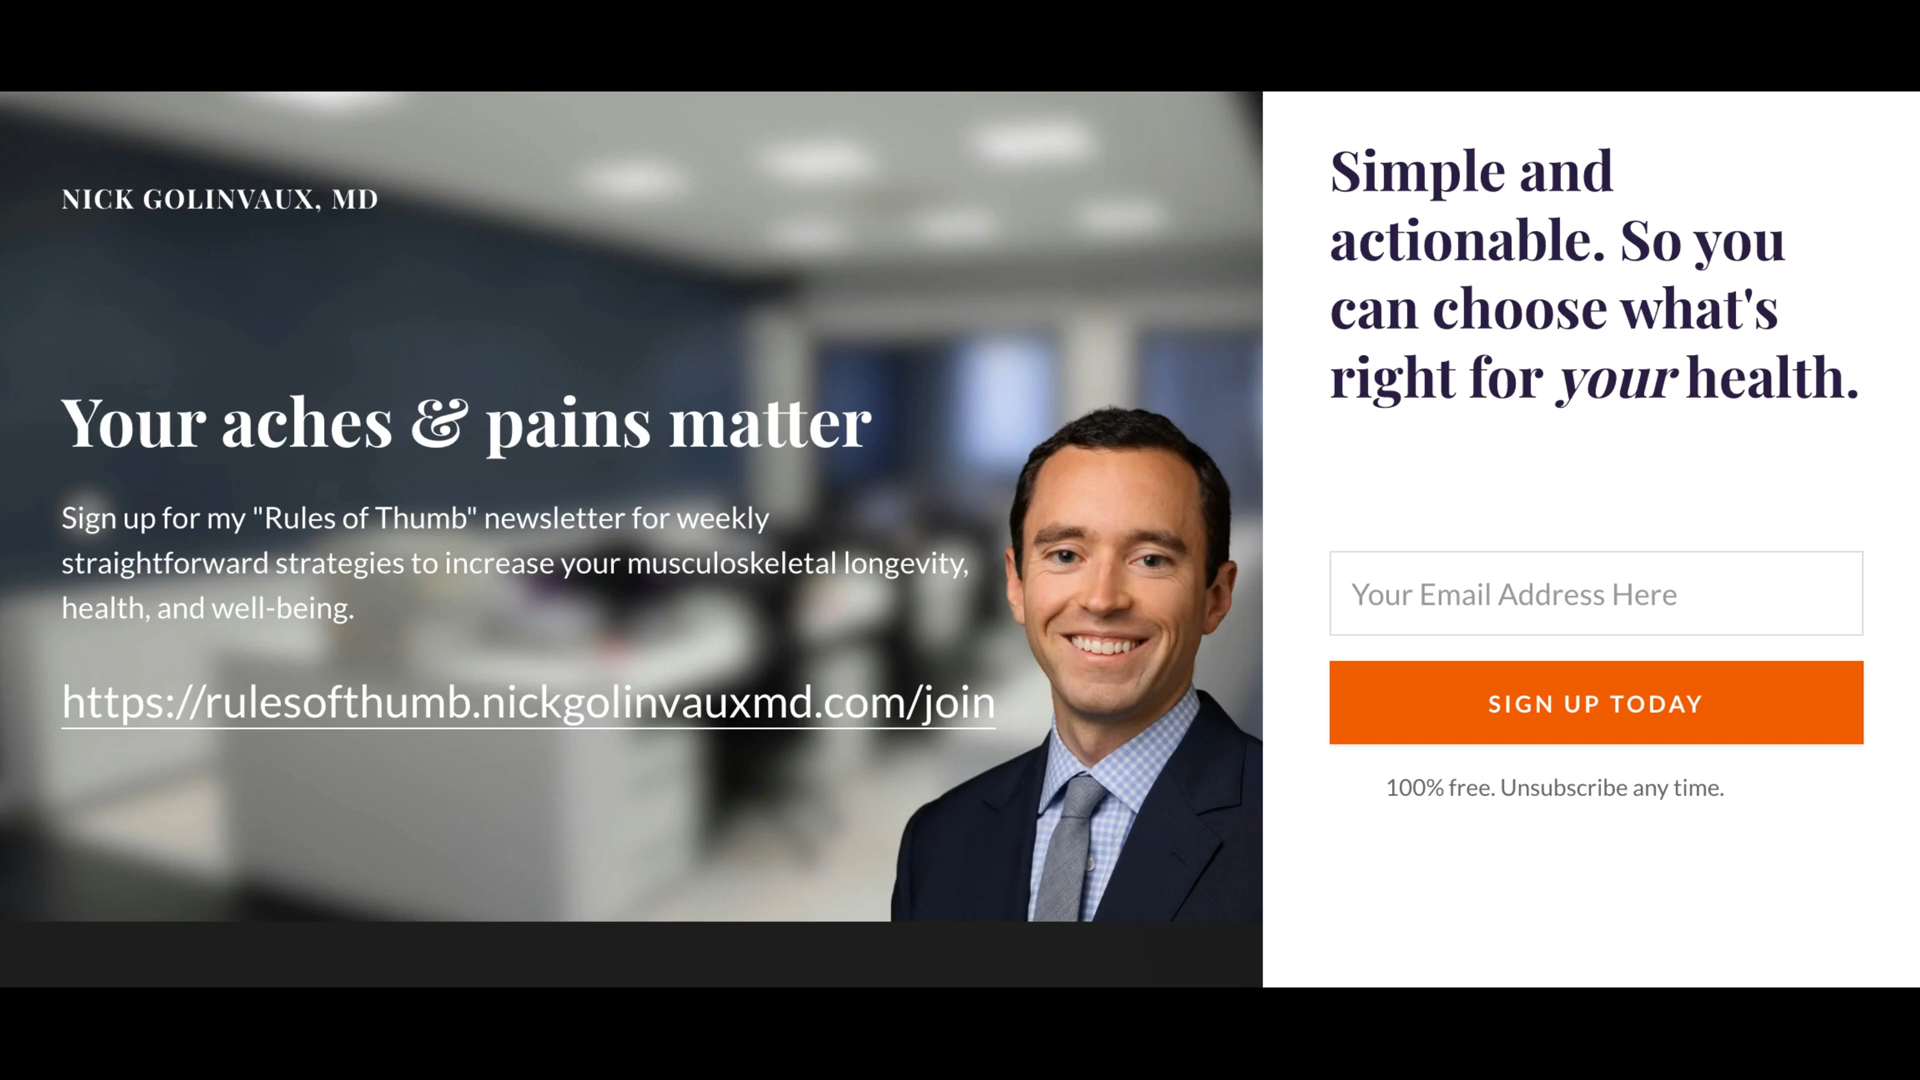 NICK GOLINVAUX, MD
Your aches & pains matter
Sign up for my "Rules of Thumb" newsletter for weekly
straightforward strategies to increase your musculoskeletal longevity,
health, and well-being.
https://rulesofthumb.nickgolinvauxmd.com/join
Simple and
actionable. So you
can choose what's
right for your health.
Your Email Address Here
SIGN UP TODAY
100% free. Unsubscribe any time.